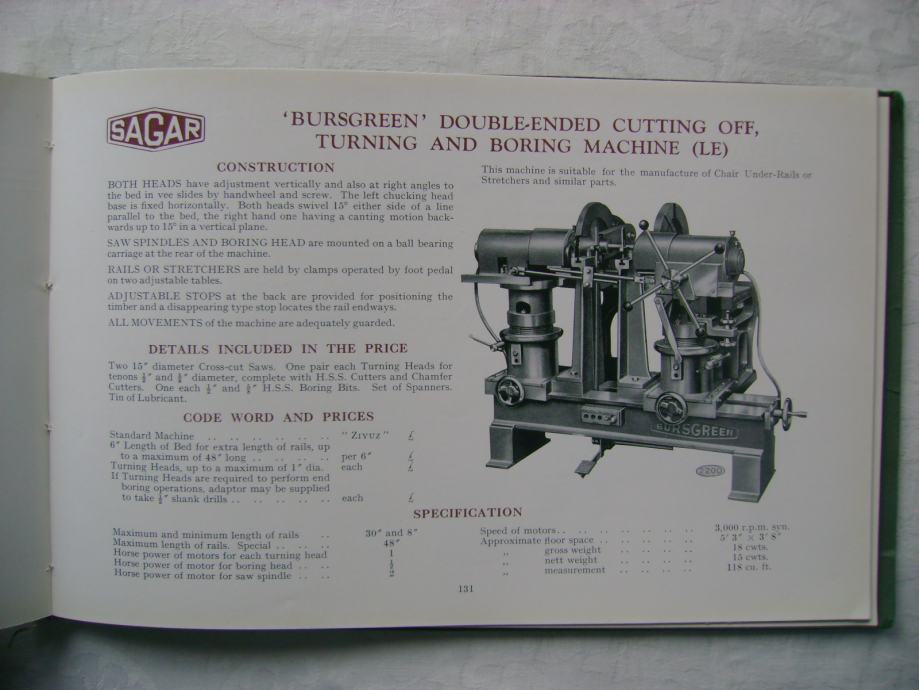 SAGAR
'BURSGREEN' DOUBLE-ENDED CUTTING OFF,
TURNING AND BORING MACHINE (LE)
CONSTRUCTION
BOTH HEADS have adjustment vertically and also at right angles to
the bed in vee slides by handwheel and screw. The left chucking head
base is fixed horizontally. Both heads swivel 15° either side of a line
parallel to the bed, the right hand one having a canting motion back-
wards up to 15° in a vertical plane.
SAW SPINDLES AND BORING HEAD are mounted on a ball bearing
carriage at the rear of the machine.
RAILS OR STRETCHERS are held by clamps operated by foot pedal
on two adjustable tables.
ADJUSTABLE STOPS at the back are provided for positioning the
timber and a disappearing type stop locates the rail endways.
ALL MOVEMENTS of the machine are adequately guarded.
DETAILS INCLUDED IN THE PRICE
Two 15″ diameter Cross-cut Saws. One pair each Turning Heads for
tenons and diameter, complete with H.S.S. Cutters and Chamfer
Cutters. One each and H.S.S. Boring Bits. Set of Spanners.
Tin of Lubricant.
CODE WORD AND PRICES
Standard Machine .. .. .. .. .. .. "ZIVUZ" £
6″ Length of Bed for extra length of rails, up
to a maximum of 48″ long .. .. .. .. per 6″ £
Turning Heads, up to a maximum of 1″ dia. each £
If Turning Heads are required to perform end
boring operations, adaptor may be supplied
to take shank drills .. .. .. .. .. each £
This machine is suitable for the manufacture of Chair Under-Rails or
Stretchers and similar parts.
BURSGREEN
2200
SPECIFICATION
Maximum and minimum length of rails .. 30″ and 8″
Maximum length of rails. Special .. .. .. 48″
Horse power of motors for each turning head 1
Horse power of motor for boring head .. ..
Horse power of motor for saw spindle .. .. 2
Speed of motors.. .. .. .. .. .. 3,000 r.p.m. syn.
Approximate floor space .. .. .. .. 5′ 3″ × 3′ 8″
,, gross weight .. .. .. .. 18 cwts.
,, nett weight .. .. .. .. 15 cwts.
,, measurement .. .. .. .. 118 cu. ft.
131